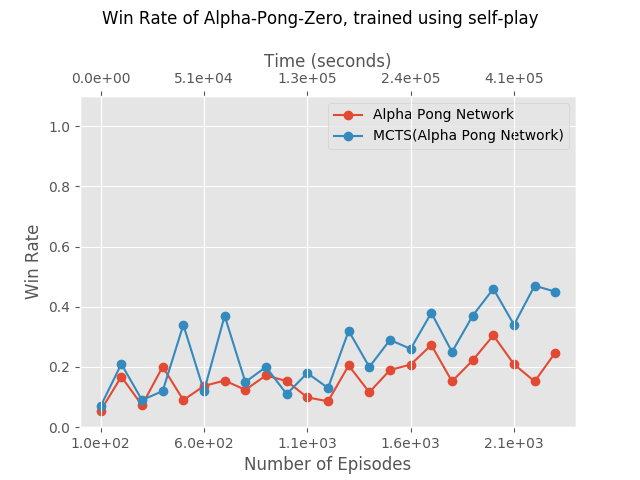 Win Rate of Alpha-Pong-Zero, trained using self-play
Time (seconds)
0.0e+00 5.1e+04 1.3e+05 2.4e+05 4.1e+05
Alpha Pong Network
MCTS(Alpha Pong Network)
1.0
0.8
0.6
0.4
0.2
0.0
Win Rate
1.0e+02 6.0e+02 1.1e+03 1.6e+03 2.1e+03
Number of Episodes